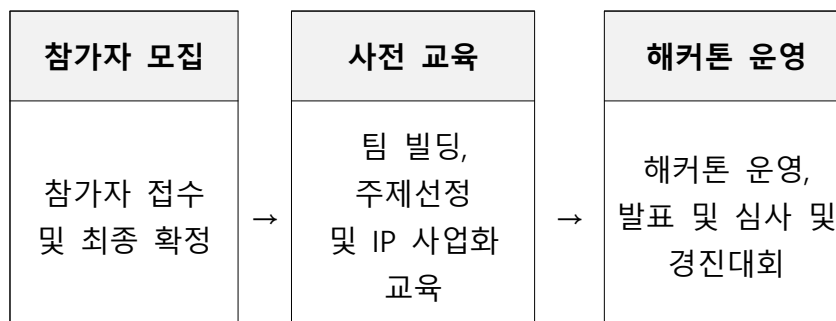 참가자 모집
사전 교육
해커톤 운영
참가자 접수
및 최종 확정
→
팀 빌딩,
주제선정
및 IP 사업화
교육
→
해커톤 운영,
발표 및 심사 및
경진대회